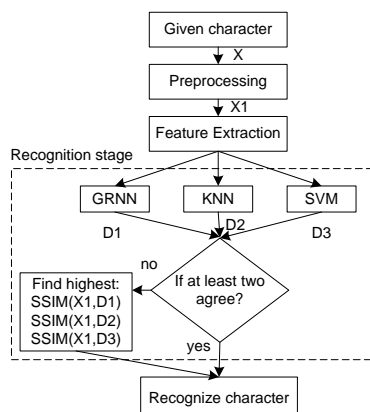 Given character
X
Preprocessing
X1
Feature Extraction
Recognition stage
GRNN
KNN
SVM
D1
D2
D3
If at least two
agree?
no
Find highest:
SSIM(X1,D1)
SSIM(X1,D2)
SSIM(X1,D3)
yes
Recognize character